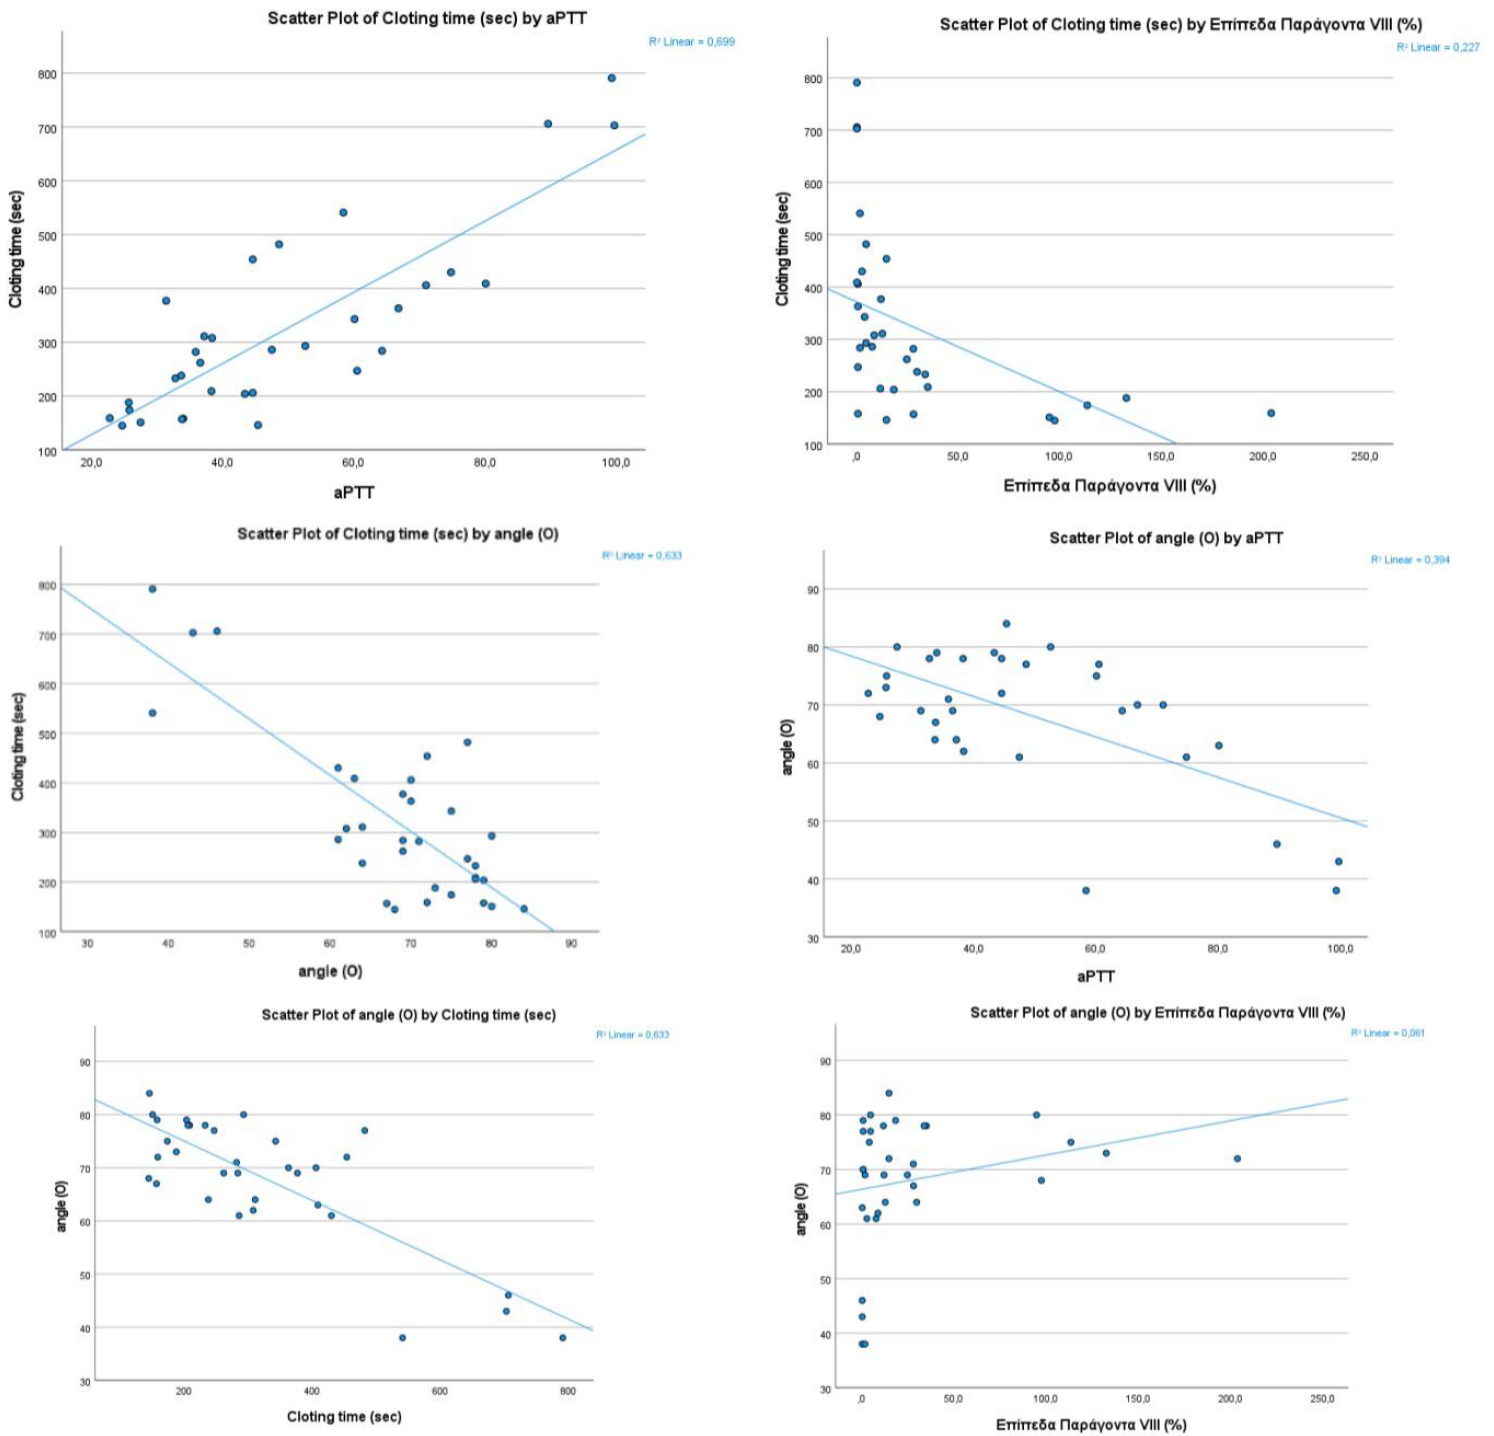 Scatter Plot of Cloting time (sec) by aPTT
R² Linear = 0,699
800
700
600
500
400
300
200
100
Cloting time (sec)
20,0 40,0 60,0 80,0 100,0
aPTT
Scatter Plot of Cloting time (sec) by Επίπεδα Παράγοντα VIII (%)
R² Linear = 0,227
800
700
600
500
400
300
200
100
Cloting time (sec)
,0 50,0 100,0 150,0 200,0 250,0
Επίπεδα Παράγοντα VIII (%)
Scatter Plot of Cloting time (sec) by angle (O)
R² Linear = 0,633
800
700
600
500
400
300
200
100
Cloting time (sec)
30 40 50 60 70 80 90
angle (O)
Scatter Plot of angle (O) by aPTT
R² Linear = 0,394
90
80
70
60
50
40
30
angle (O)
20,0 40,0 60,0 80,0 100,0
aPTT
Scatter Plot of angle (O) by Cloting time (sec)
R² Linear = 0,633
90
80
70
60
50
40
30
angle (O)
200 400 600 800
Cloting time (sec)
Scatter Plot of angle (O) by Επίπεδα Παράγοντα VIII (%)
R² Linear = 0,061
90
80
70
60
50
40
30
angle (O)
,0 50,0 100,0 150,0 200,0 250,0
Επίπεδα Παράγοντα VIII (%)